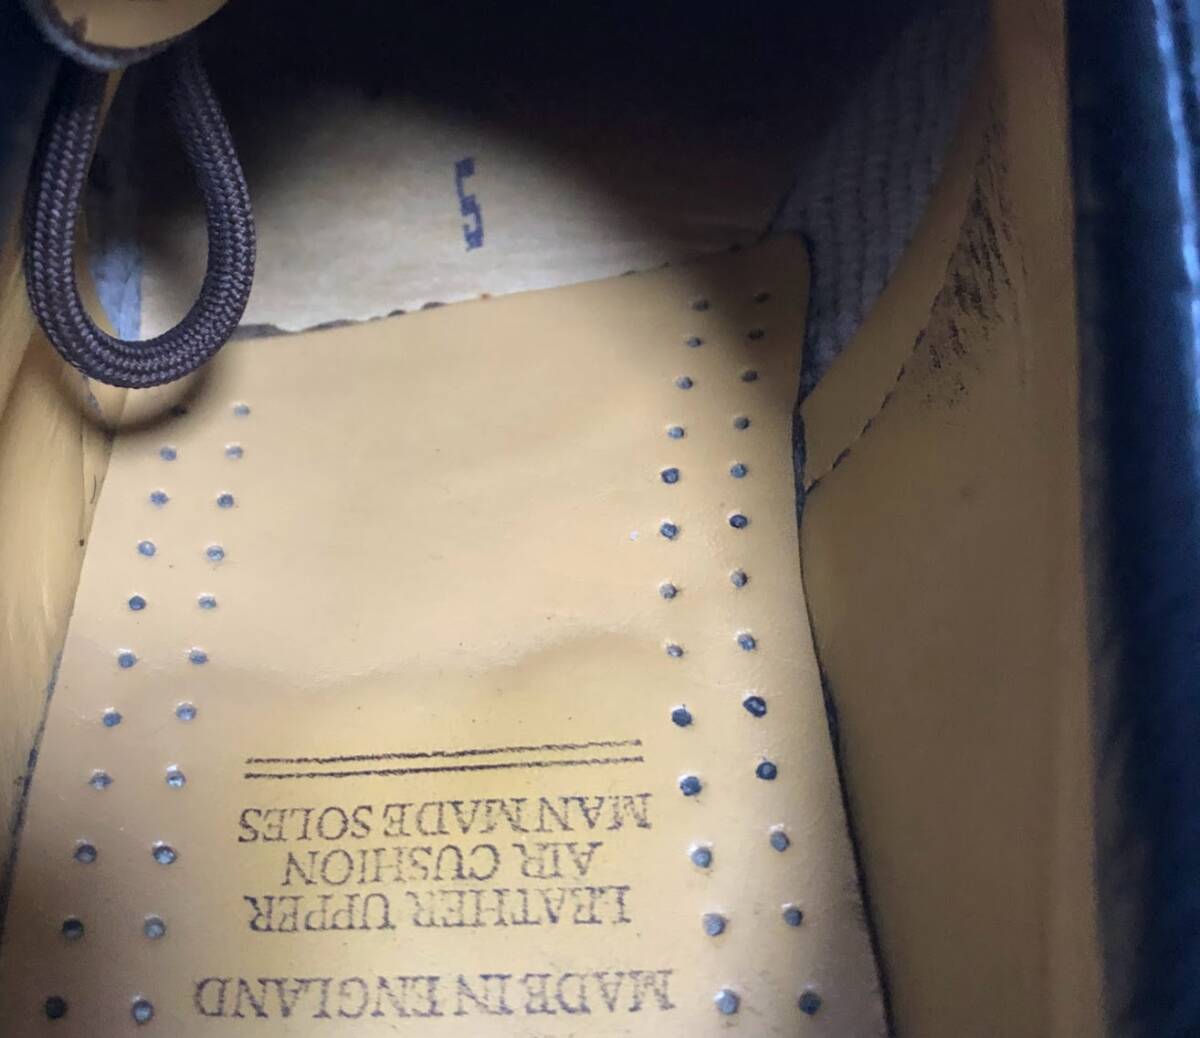 MADE IN ENGLAND
LEATHER UPPER
AIR CUSHION
MAN MADE SOLES